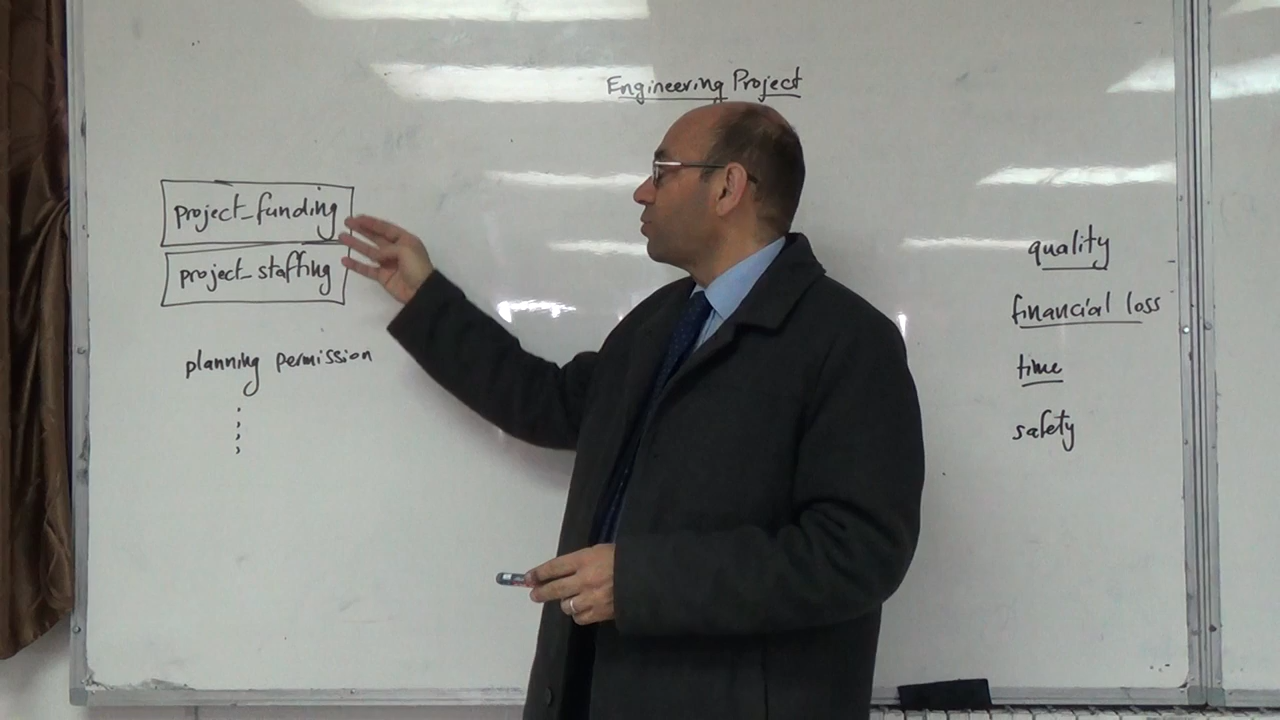 Engineering Project
project_funding
project_staffing
planning permission
quality
financial loss
time
safety